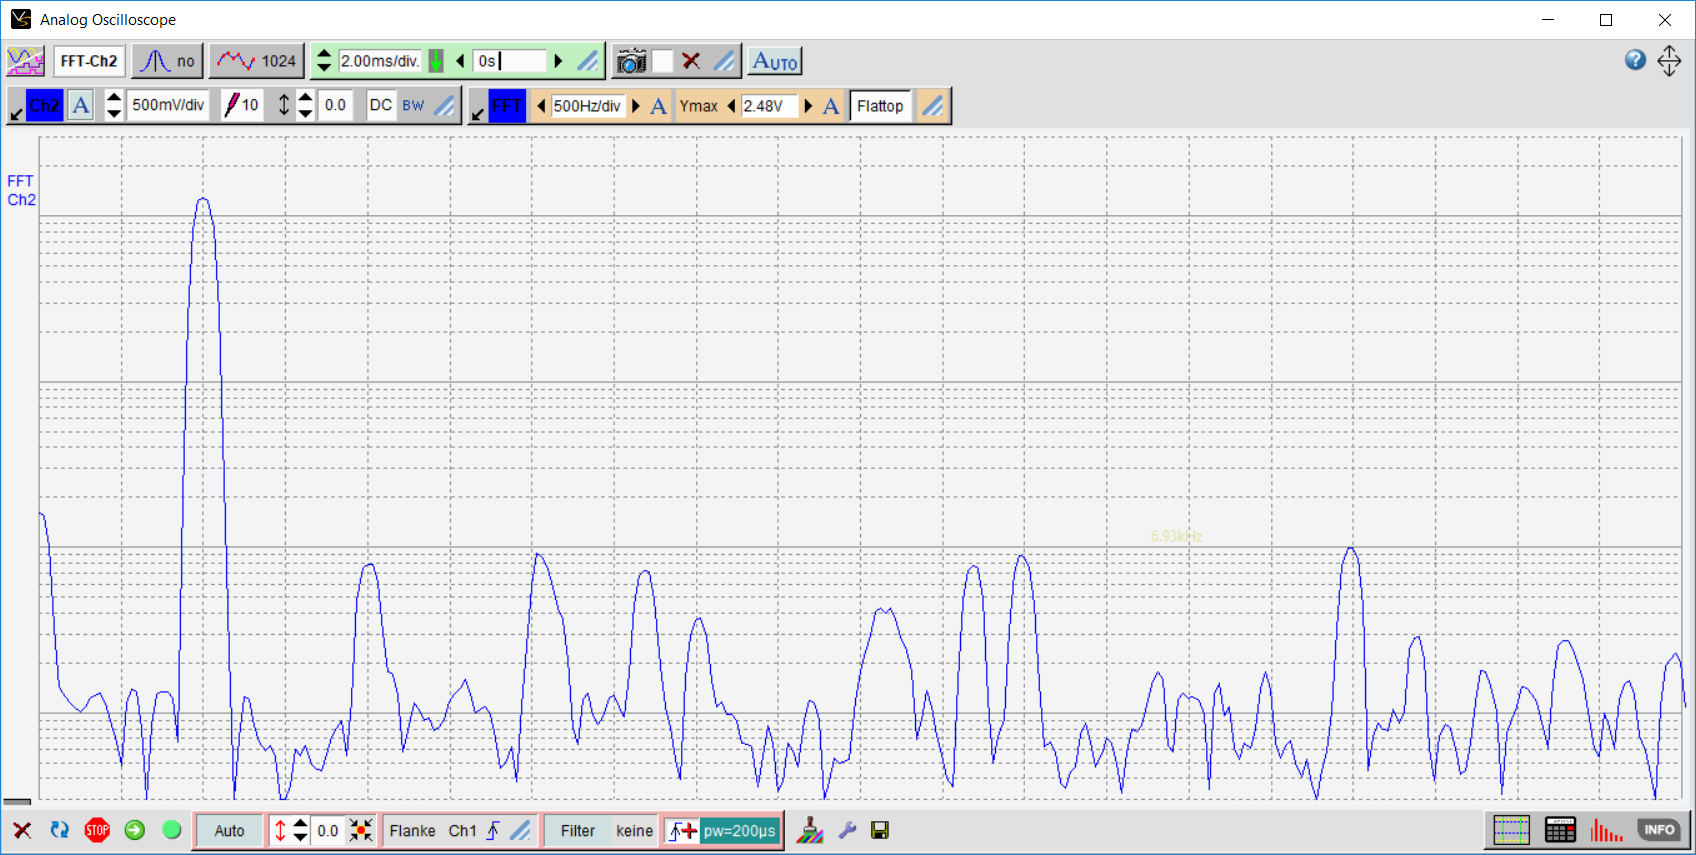 Analog Oscilloscope
FFT-Ch2 no 1024 2.00ms/div. 0s AUTO
Ch2 A 500mV/div 10 0.0 DC BW FFT 500Hz/div A Ymax 2.48V A Flattop
FFT
Ch2
6.93kHz
STOP Auto 0.0 Flanke Ch1 Filter keine pw=200µs INFO